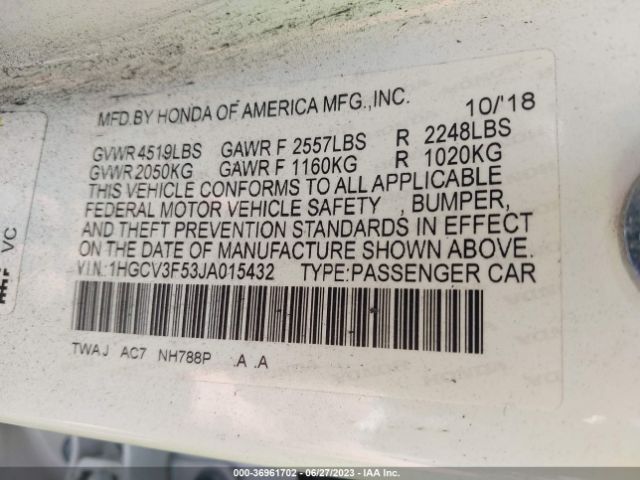 MFD.BY HONDA OF AMERICA MFG.,INC. 10/'18
GVWR 4519LBS GAWR F 2557LBS R 2248LBS
GVWR 2050KG GAWR F 1160KG R 1020KG
THIS VEHICLE CONFORMS TO ALL APPLICABLE
FEDERAL MOTOR VEHICLE SAFETY , BUMPER,
AND THEFT PREVENTION STANDARDS IN EFFECT
ON THE DATE OF MANUFACTURE SHOWN ABOVE.
VIN:1HGCV3F53JA015432 TYPE:PASSENGER CAR
TWAJ AC7 NH788P .A .A
VC
000-36961702 - 06/27/2023 - IAA Inc.